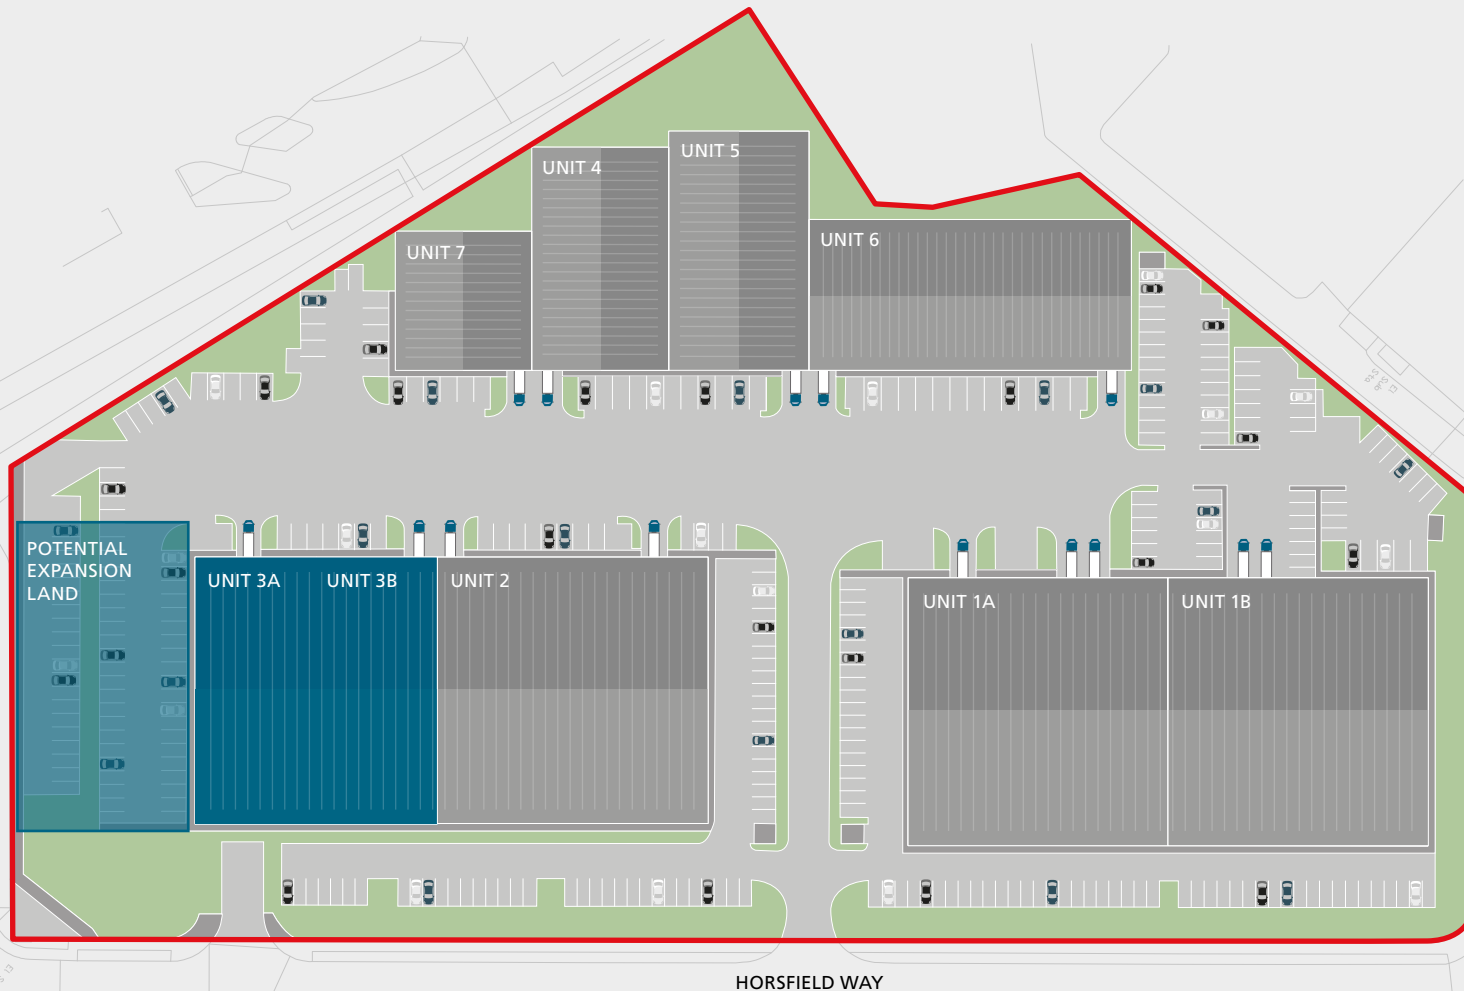 UNIT 5
UNIT 4
UNIT 7
UNIT 6
POTENTIAL
EXPANSION
LAND
UNIT 3A
UNIT 3B
UNIT 2
UNIT 1A
UNIT 1B
HORSFIELD WAY